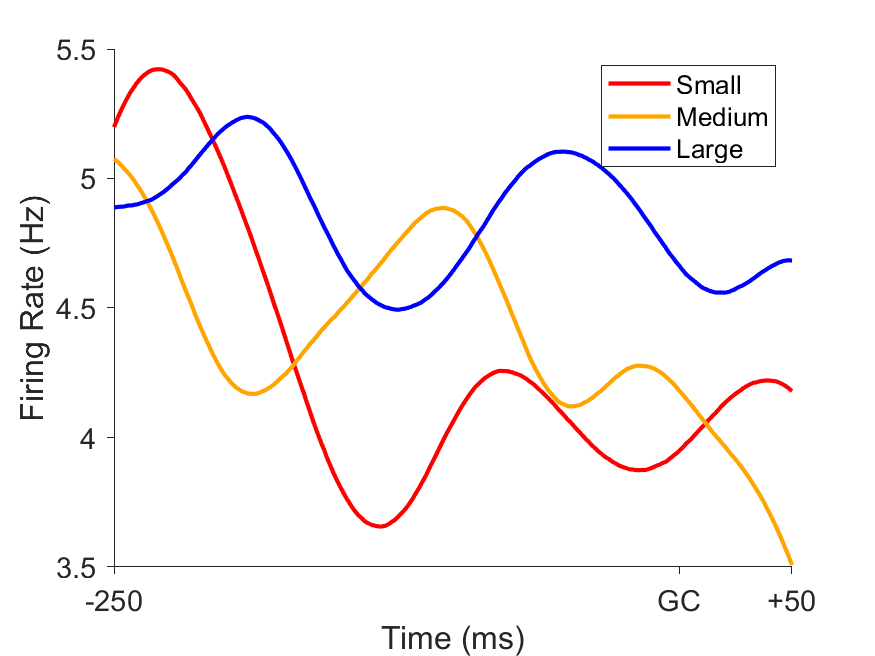 5.5
5
4.5
4
3.5
Firing Rate (Hz)
Small
Medium
Large
-250
GC
+50
Time (ms)